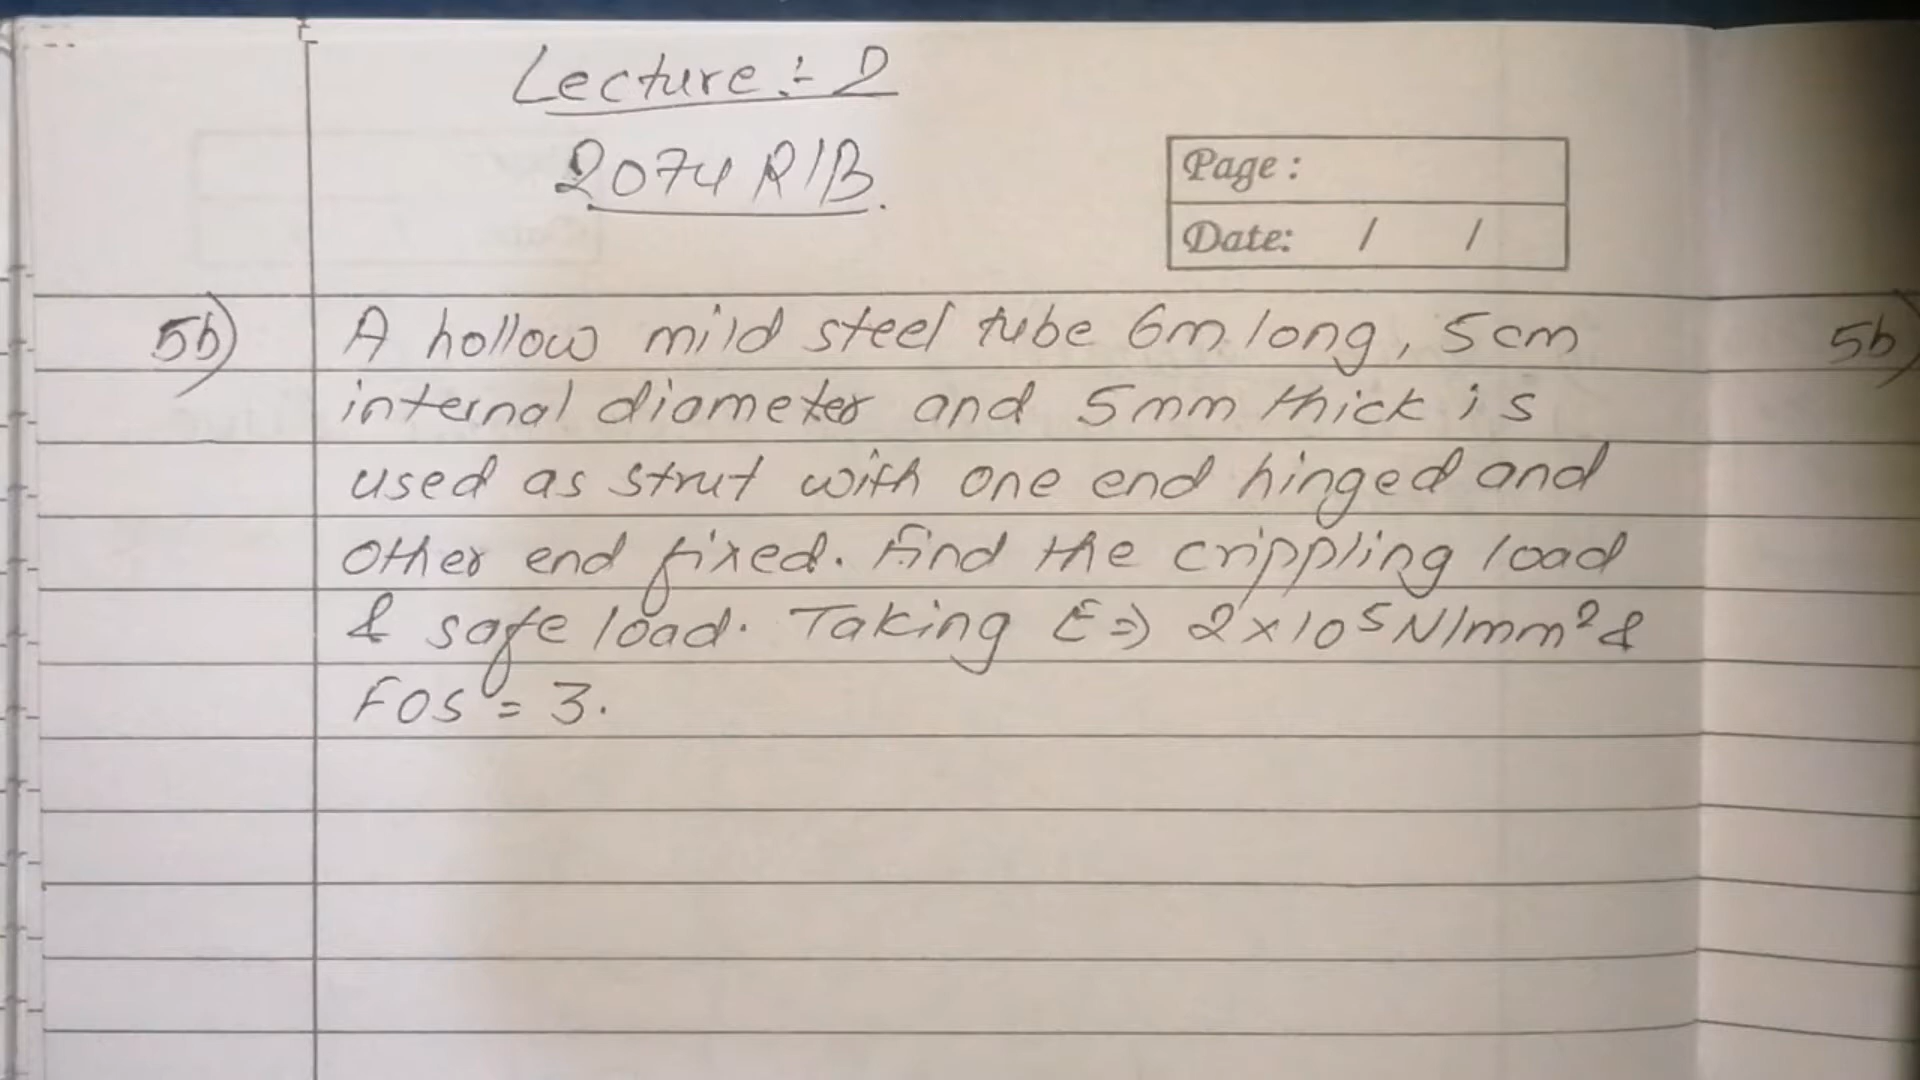 Lecture :- 2
2074 R/B.
Page :
Date: / /
5b) A hollow mild steel tube 6m long, 5cm
internal diameter and 5mm thick is
used as strut with one end hinged and
other end fixed. Find the crippling load
& safe load. Taking E => 2x10⁵N/mm² &
FOS = 3.
5b)